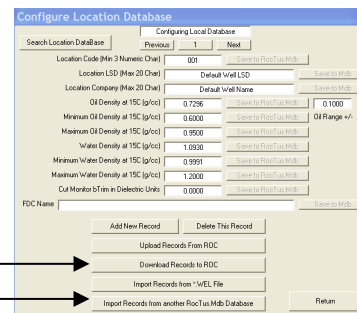 Configure Location Database
Configuring Local Database
Search Location DataBase Previous 1 Next
Location Code (Min 3 Numeric Char) 001 Save to RocTus.Mdb
Location LSD (Max 20 Char) Default Well LSD Save to Mdb
Location Company (Max 20 Char) Default Well Name Save to Mdb
Oil Density at 15C (g/cc) 0.7296 Save to RocTus.Mdb 0.1000
Minimum Oil Density at 15C (g/cc) 0.6000 Save to RocTus.Mdb Oil Range +/-
Maximum Oil Density at 15C (g/cc) 0.9500 Save to RocTus.Mdb
Water Density at 15C (g/cc) 1.0930 Save to RocTus.Mdb
Minimum Water Density at 15C (g/cc) 0.9991 Save to RocTus.Mdb
Maximum Water Density at 15C (g/cc) 1.2000 Save to RocTus.Mdb
Cut Monitor bTrim in Dielectric Units 0.0000 Save to RocTus.Mdb
FDC Name Save to Mdb
Add New Record Delete This Record
Upload Records From ROC
Download Records to ROC
Import Records from *.WEL File
Import Records from another RocTus.Mdb Database Return